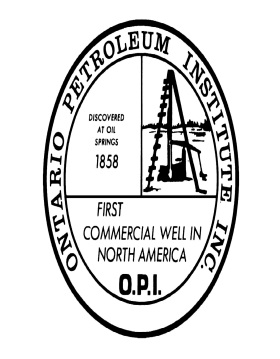 ONTARIO PETROLEUM INSTITUTE INC.
DISCOVERED
AT OIL
SPRINGS
1858
FIRST
COMMERCIAL WELL IN
NORTH AMERICA
O.P.I.